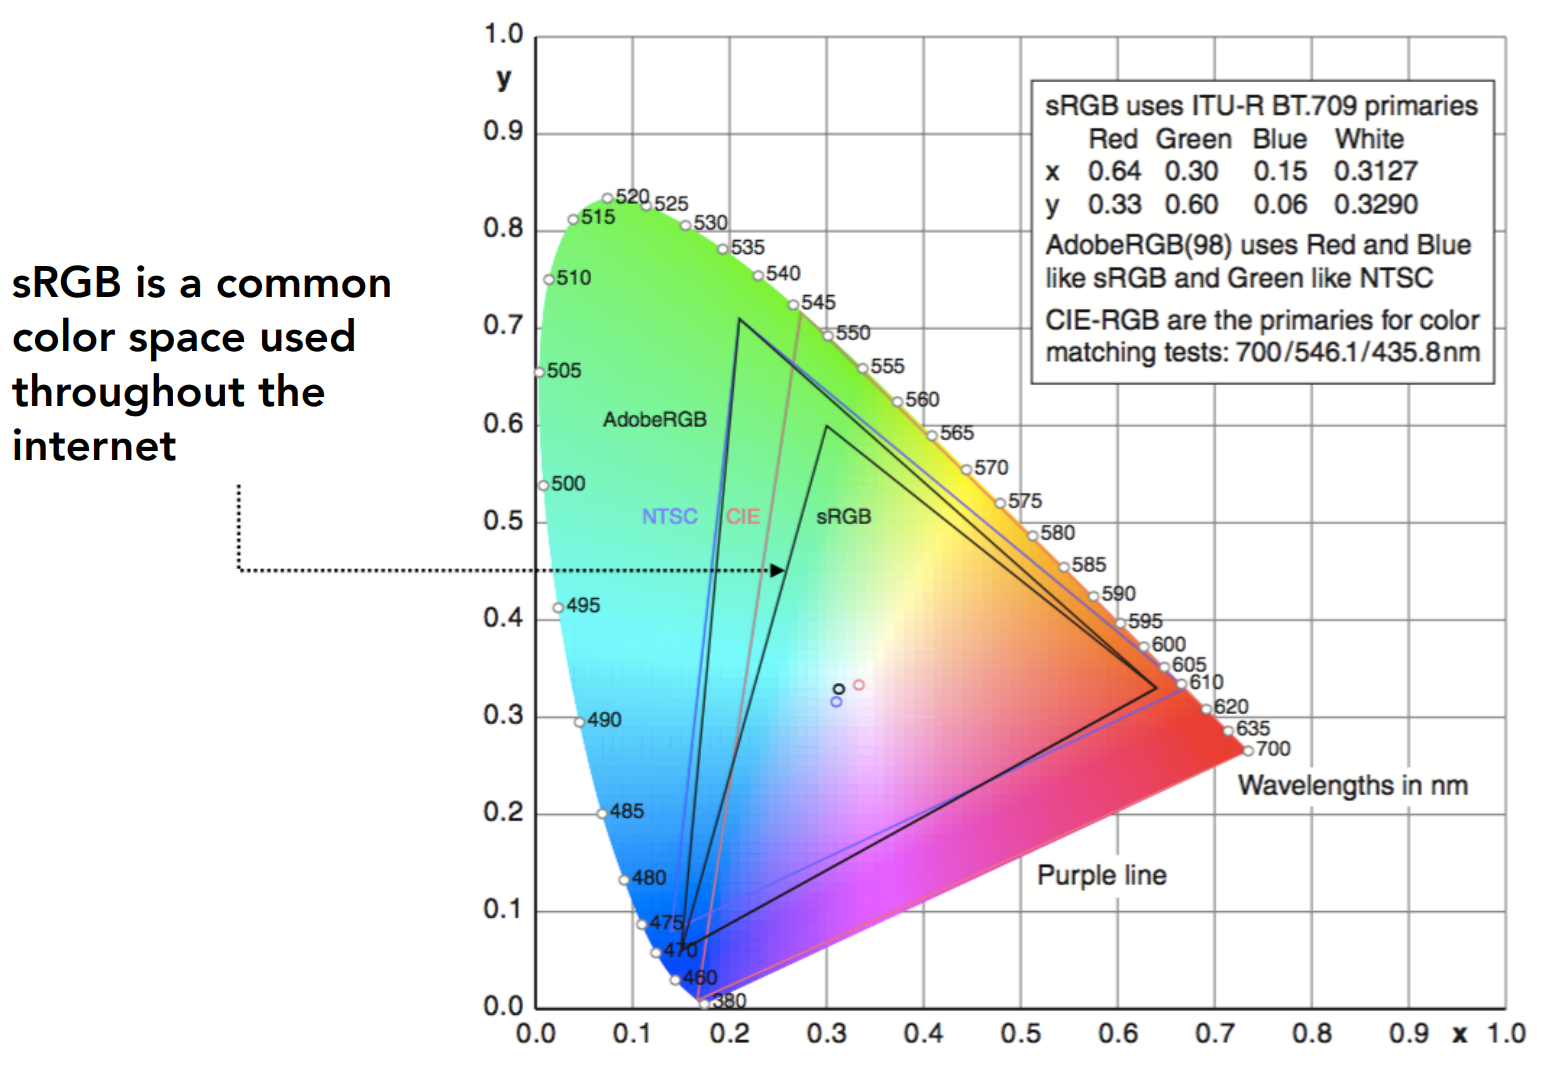 sRGB is a common
color space used
throughout the
internet
1.0
y
0.9
0.8
0.7
0.6
0.5
0.4
0.3
0.2
0.1
0.0
0.0 0.1 0.2 0.3 0.4 0.5 0.6 0.7 0.8 0.9 x 1.0
sRGB uses ITU-R BT.709 primaries
Red Green Blue White
x 0.64 0.30 0.15 0.3127
y 0.33 0.60 0.06 0.3290
AdobeRGB(98) uses Red and Blue
like sRGB and Green like NTSC
CIE-RGB are the primaries for color
matching tests: 700/546.1/435.8nm
520
525
515
530
535
540
510
545
550
505
555
560
565
570
500
575
580
585
590
495
595
600
605
610
490
620
635
700
485
480
475
470
460
380
AdobeRGB
NTSC
CIE
sRGB
Wavelengths in nm
Purple line